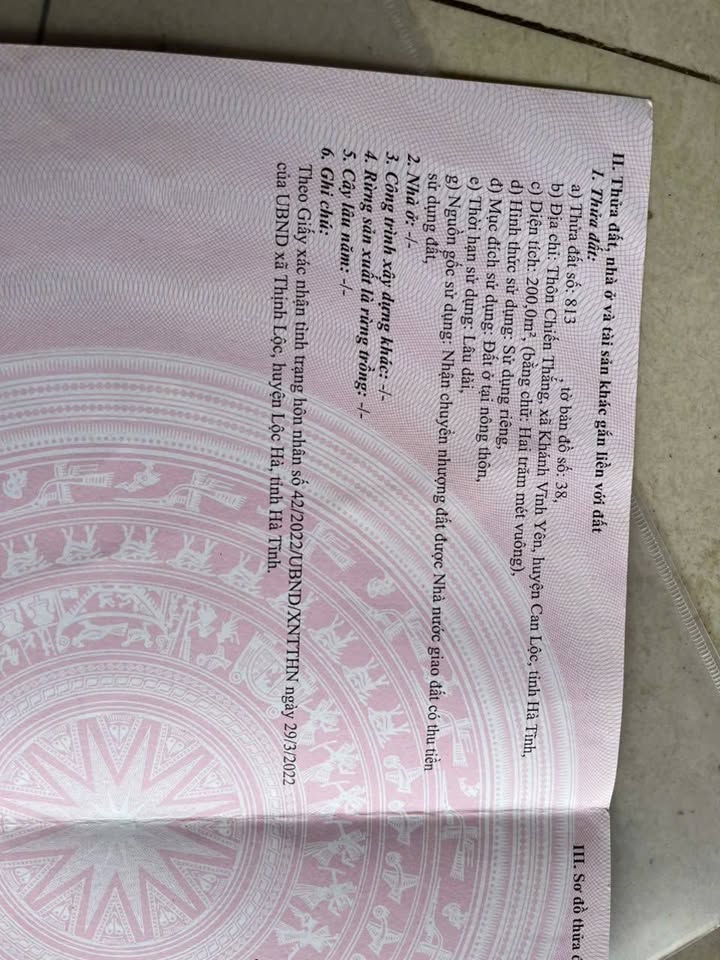 II. Thửa đất, nhà ở và tài sản khác gắn liền với đất
1. Thửa đất:
a) Thửa đất số: 813 , tờ bản đồ số: 38,
b) Địa chỉ: Thôn Chiến Thắng, xã Khánh Vĩnh Yên, huyện Can Lộc, tỉnh Hà Tĩnh,
c) Diện tích: 200,0m², (bằng chữ: Hai trăm mét vuông),
d) Hình thức sử dụng: Sử dụng riêng,
đ) Mục đích sử dụng: Đất ở tại nông thôn,
e) Thời hạn sử dụng: Lâu dài,
g) Nguồn gốc sử dụng: Nhận chuyển nhượng đất được Nhà nước giao đất có thu tiền
sử dụng đất,
2. Nhà ở: -/-
3. Công trình xây dựng khác: -/-
4. Rừng sản xuất là rừng trồng: -/-
5. Cây lâu năm: -/-
6. Ghi chú:
Theo Giấy xác nhận tình trạng hôn nhân số 42/2022/UBND/XNTTHN ngày 29/3/2022
của UBND xã Thịnh Lộc, huyện Lộc Hà, tỉnh Hà Tĩnh.
III. Sơ đồ thửa